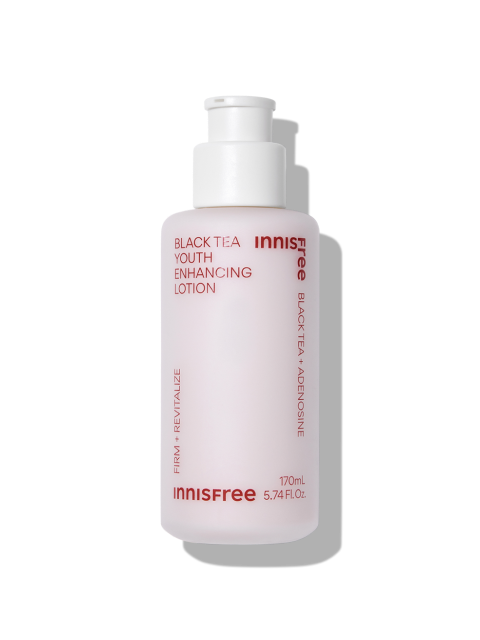 BLACK TEA
YOUTH
ENHANCING
LOTION
innisfree
BLACK TEA + ADENOSINE
FIRM + REVITALIZE
innisfree
170mL
5.74 Fl. Oz.